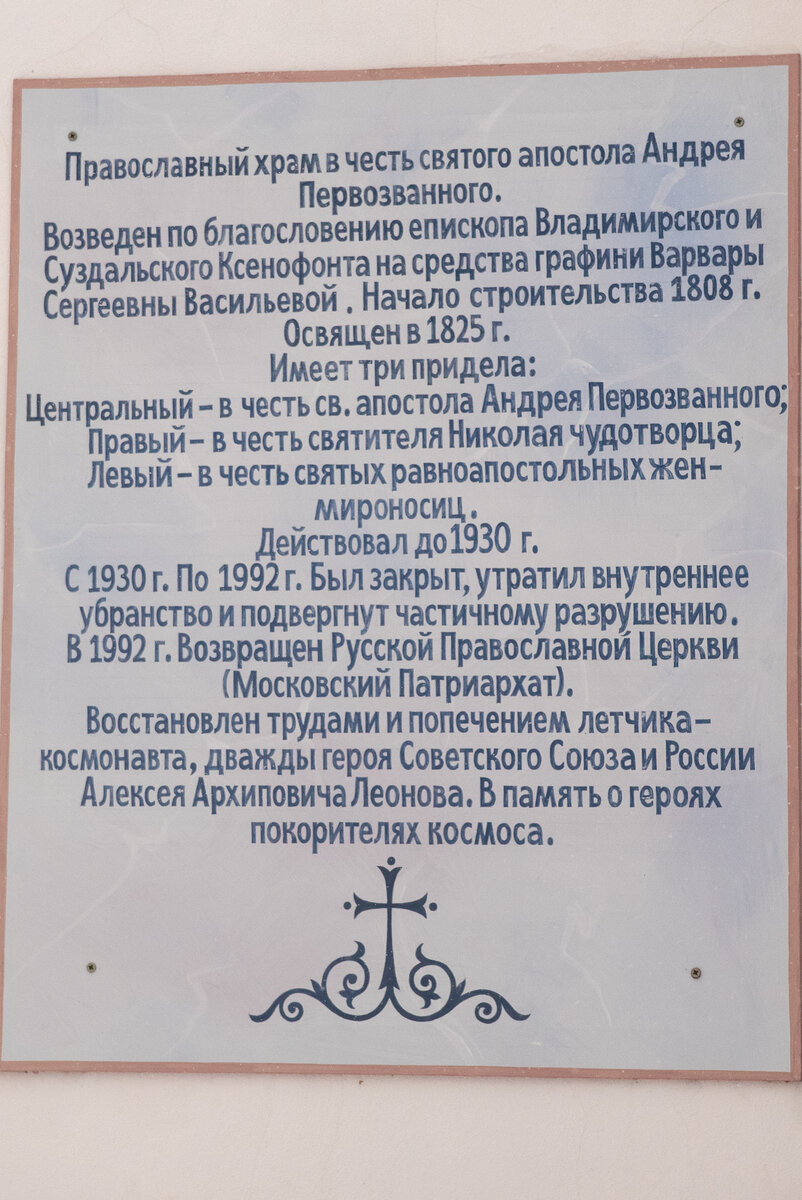 Православный храм в честь святого апостола Андрея
Первозванного.
Возведен по благословению епископа Владимирского и
Суздальского Ксенофонта на средства графини Варвары
Сергеевны Васильевой . Начало строительства 1808 г.
Освящен в 1825 г.
Имеет три придела:
Центральный – в честь св. апостола Андрея Первозванного;
Правый – в честь святителя Николая чудотворца;
Левый – в честь святых равноапостольных жен-
мироносиц .
Действовал до 1930 г.
С 1930 г. По 1992 г. Был закрыт, утратил внутреннее
убранство и подвергнут частичному разрушению.
В 1992 г. Возвращен Русской Православной Церкви
(Московский Патриархат).
Восстановлен трудами и попечением летчика-
космонавта, дважды героя Советского Союза и России
Алексея Архиповича Леонова. В память о героях
покорителях космоса.